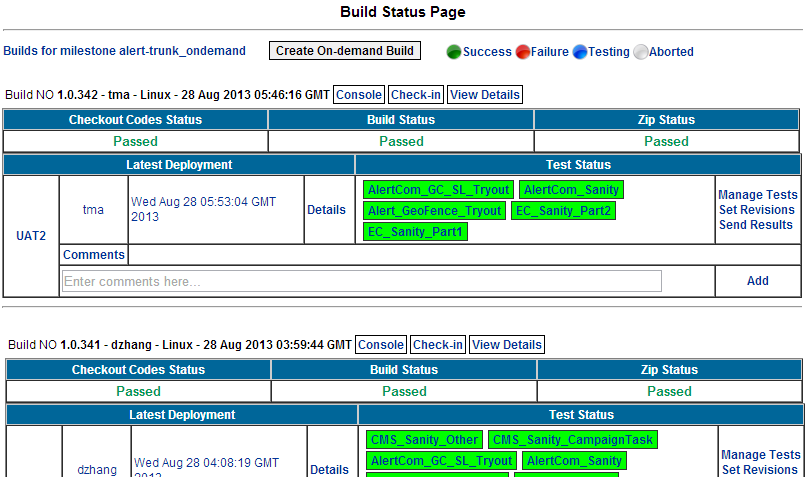 Build Status Page
Builds for milestone alert-trunk_ondemand Create On-demand Build Success Failure Testing Aborted
Build NO 1.0.342 - tma - Linux - 28 Aug 2013 05:46:16 GMT Console Check-in View Details
Checkout Codes Status Build Status Zip Status
Passed Passed Passed
Latest Deployment Test Status
UAT2
tma
Wed Aug 28 05:53:04 GMT
2013
Details
AlertCom_GC_SL_Tryout AlertCom_Sanity
Alert_GeoFence_Tryout EC_Sanity_Part2
EC_Sanity_Part1
Manage Tests
Set Revisions
Send Results
Comments
Enter comments here... Add
Build NO 1.0.341 - dzhang - Linux - 28 Aug 2013 03:59:44 GMT Console Check-in View Details
Checkout Codes Status Build Status Zip Status
Passed Passed Passed
Latest Deployment Test Status
dzhang
Wed Aug 28 04:08:19 GMT
Details
CMS_Sanity_Other CMS_Sanity_CampaignTask
AlertCom_GC_SL_Tryout AlertCom_Sanity
Manage Tests
Set Revisions